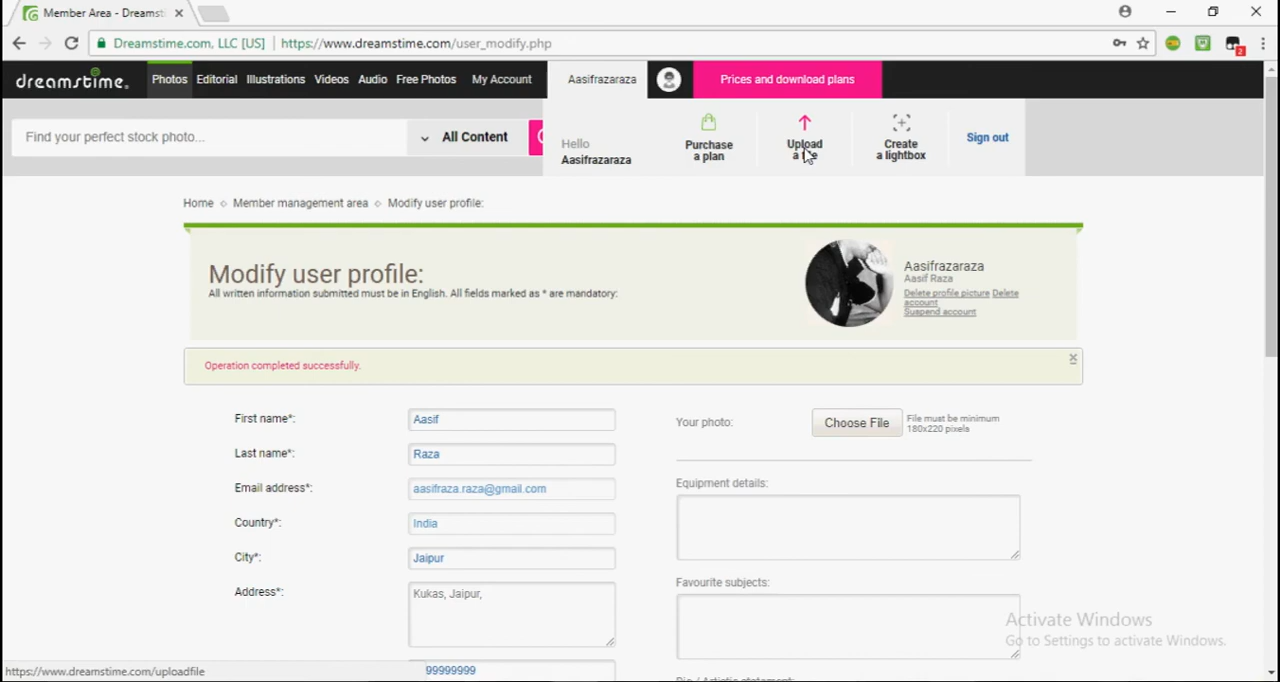 Member Area - Dreamsti
Dreamstime.com, LLC [US] https://www.dreamstime.com/user_modify.php
2
dreamstime. Photos Editorial Illustrations Videos Audio Free Photos My Account Aasifrazaraza Prices and download plans
Find your perfect stock photo... All Content
Hello
Aasifrazaraza
Purchase
a plan
Upload
Create
a lightbox
Sign out
Home Member management area Modify user profile:
Modify user profile:
All written information submitted must be in English. All fields marked as * are mandatory:
Aasifrazaraza
Aasif Raza
Delete profile picture Delete
account
Suspend account
Operation completed successfully.
First name*: Aasif
Last name*: Raza
Email address*: aasifraza.raza@gmail.com
Country*: India
City*: Jaipur
Address*: Kukas, Jaipur,
99999999
Your photo: Choose File File must be minimum
180x220 pixels
Equipment details:
Favourite subjects:
Bio / Artistic statement:
Activate Windows
Go to Settings to activate Windows.
https://www.dreamstime.com/uploadfile